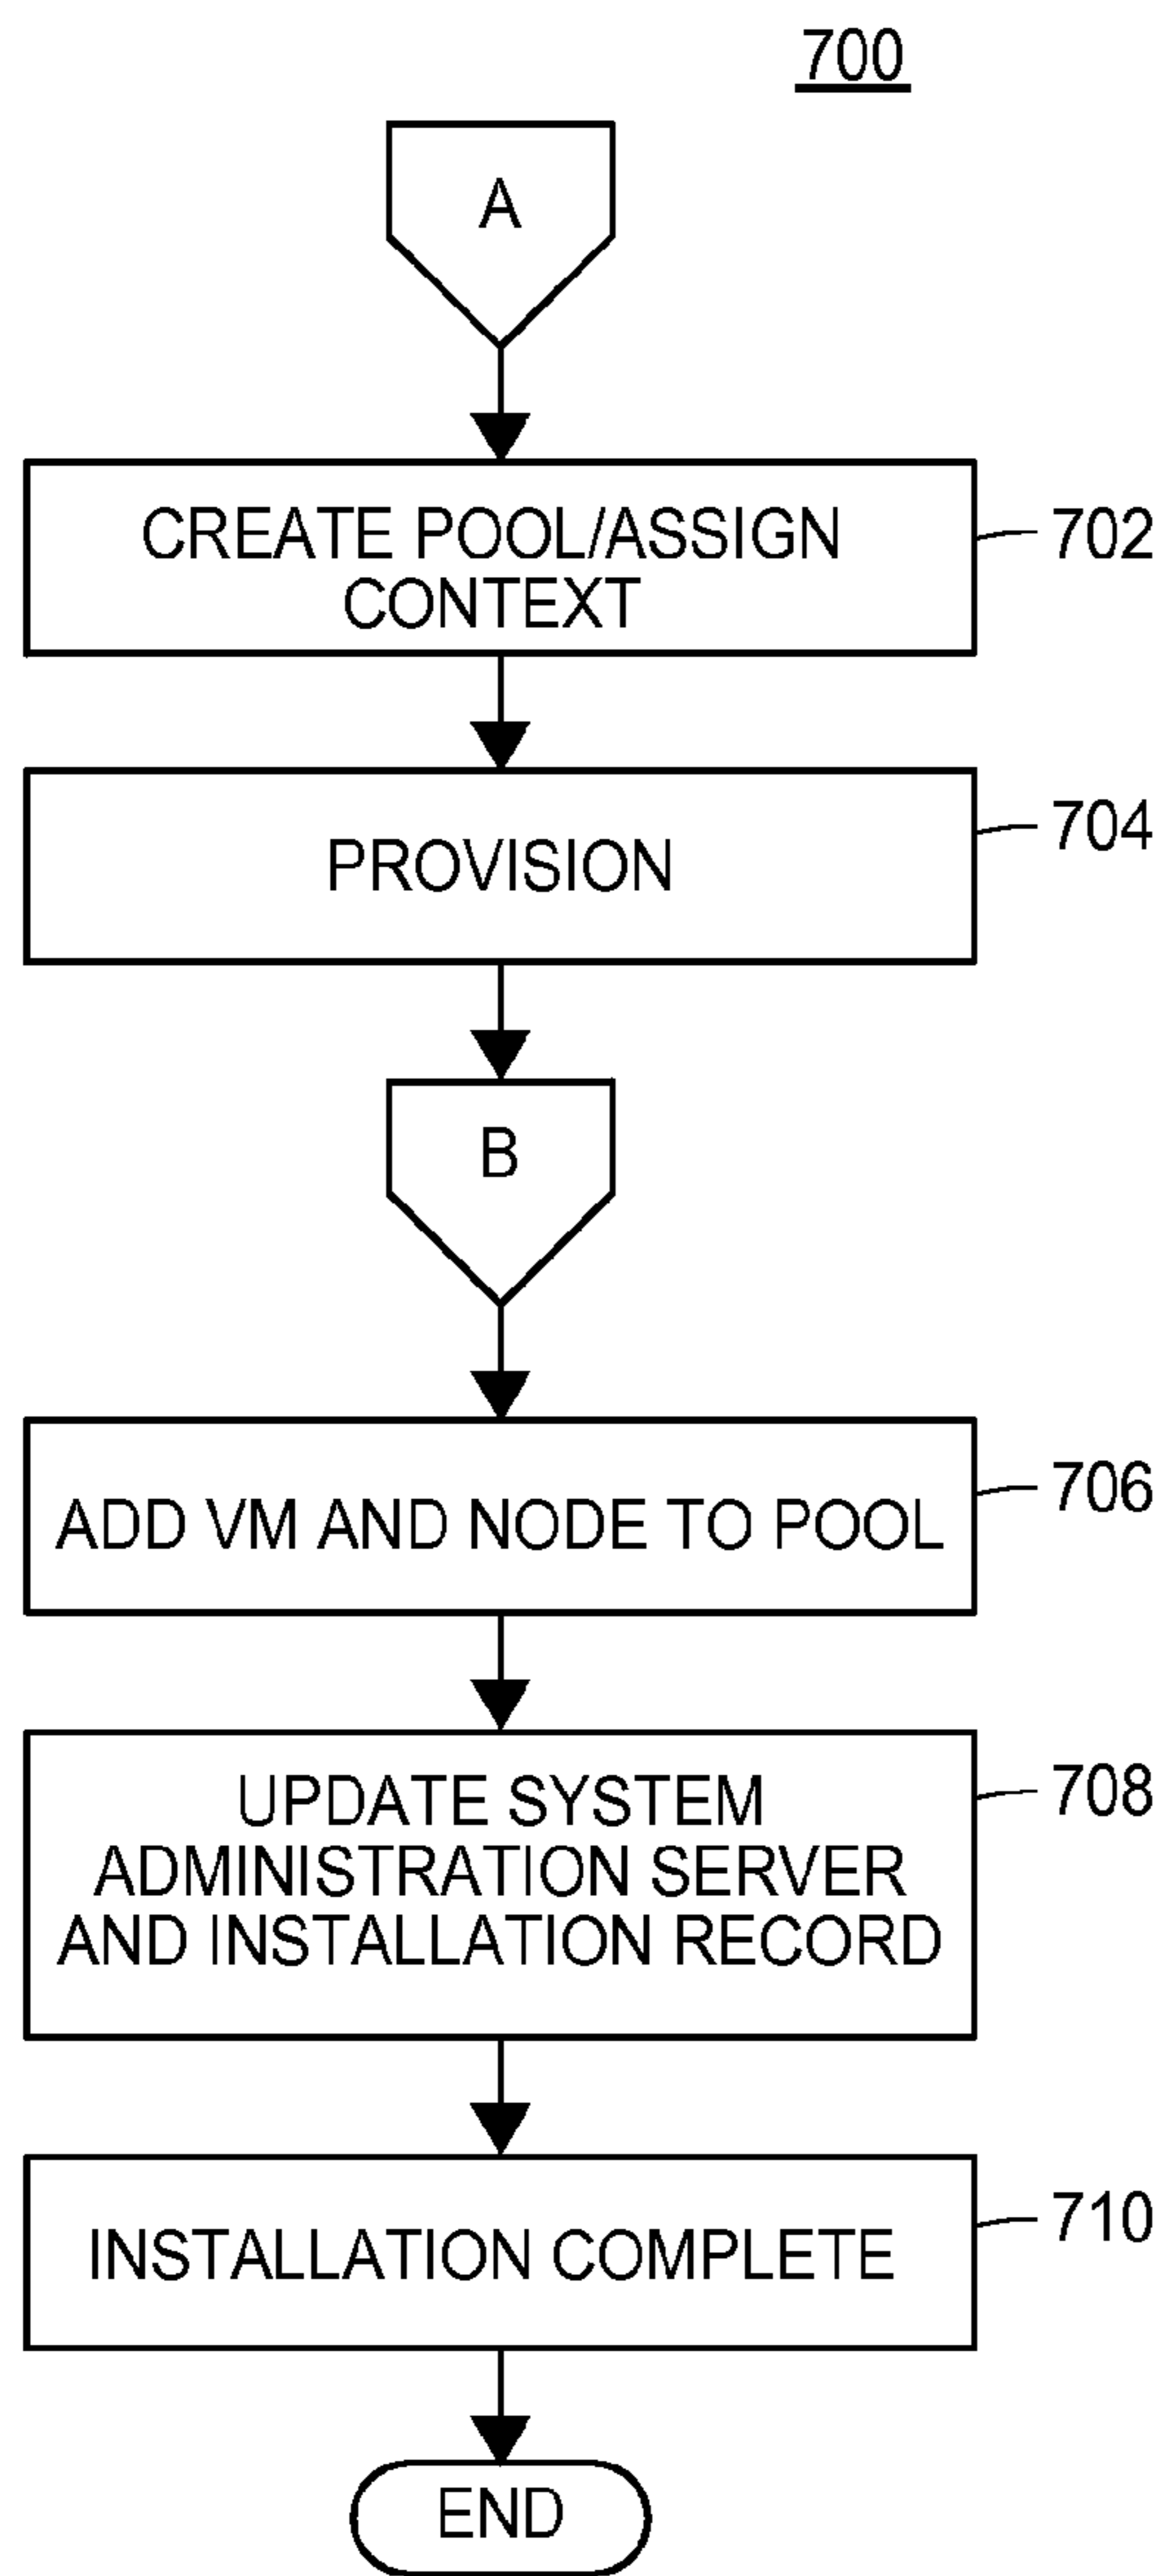 700
A
CREATE POOL/ASSIGN
CONTEXT
702
PROVISION
704
B
ADD VM AND NODE TO POOL
706
UPDATE SYSTEM
ADMINISTRATION SERVER
AND INSTALLATION RECORD
708
INSTALLATION COMPLETE
710
END